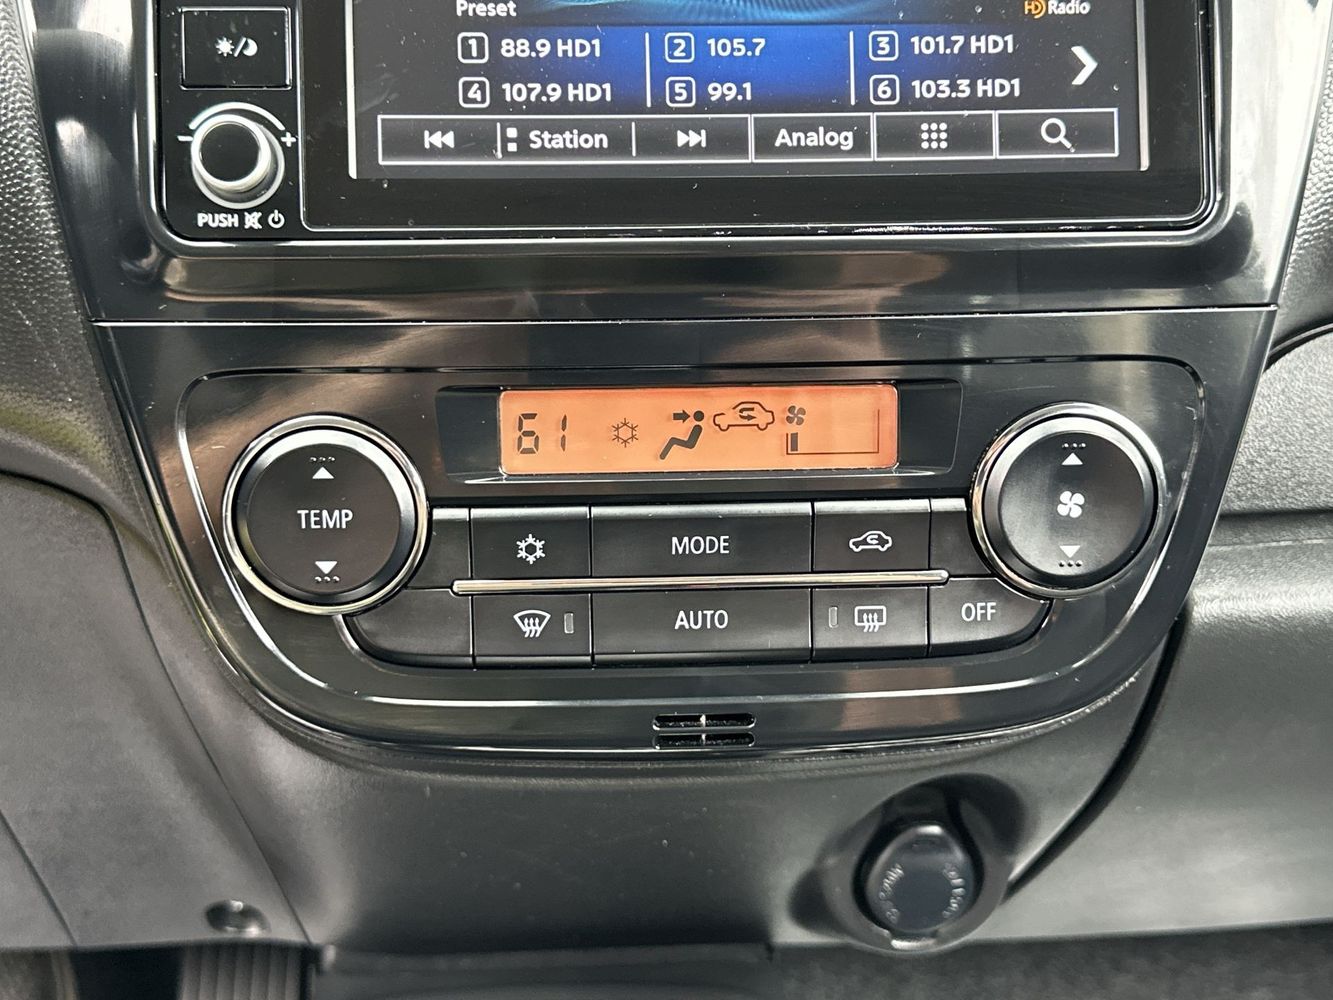 Preset
HD Radio
1 88.9 HD1 2 105.7 3 101.7 HD1
4 107.9 HD1 5 99.1 6 103.3 HD1
Station Analog
- +
PUSH
61
TEMP
MODE
AUTO
OFF